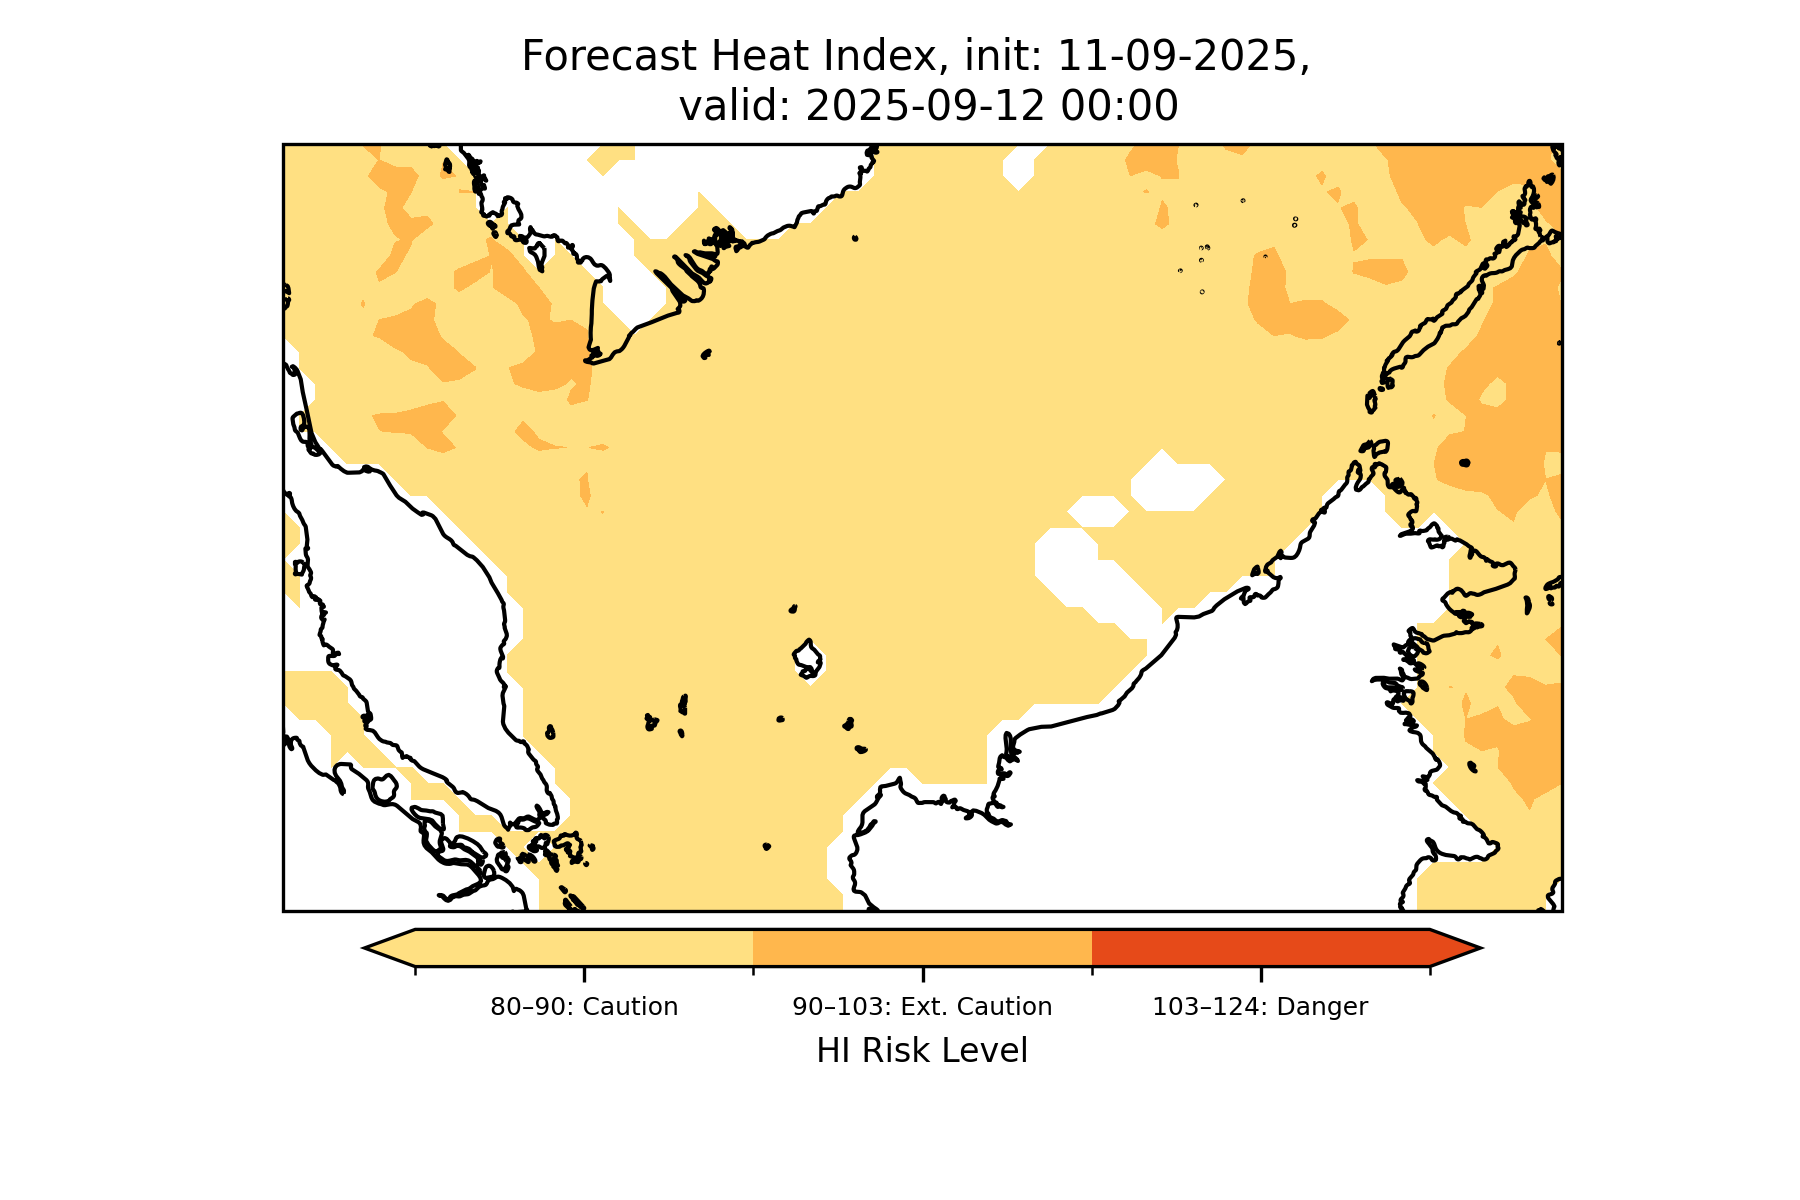 Forecast Heat Index, init: 11-09-2025,
valid: 2025-09-12 00:00
80–90: Caution
90–103: Ext. Caution
103–124: Danger
HI Risk Level